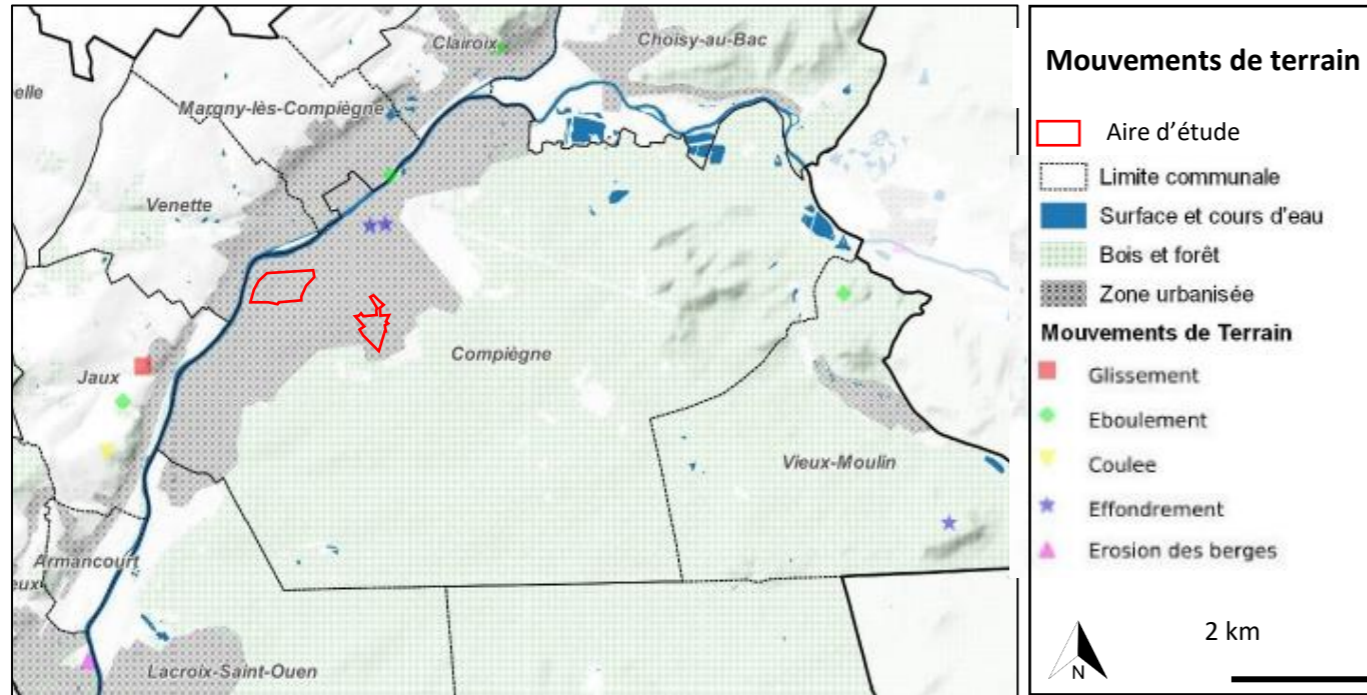 Clairoix
Choisy-au-Bac
elle
Margny-lès-Compiègne
Venette
Jaux
Compiègne
Vieux-Moulin
Armancourt
eux
Lacroix-Saint-Ouen
Mouvements de terrain
Aire d'étude
Limite communale
Surface et cours d'eau
Bois et forêt
Zone urbanisée
Mouvements de Terrain
Glissement
Eboulement
Coulee
Effondrement
Erosion des berges
2 km
N